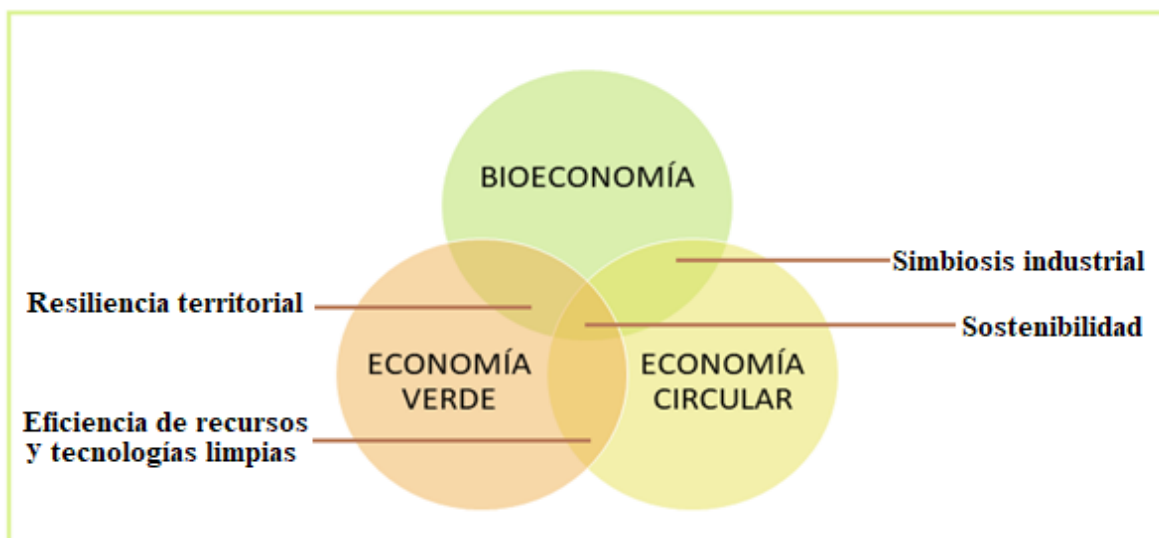 BIOECONOMÍA
Simbiosis industrial
Resiliencia territorial
Sostenibilidad
ECONOMÍA
VERDE
ECONOMÍA
CIRCULAR
Eficiencia de recursos
y tecnologías limpias